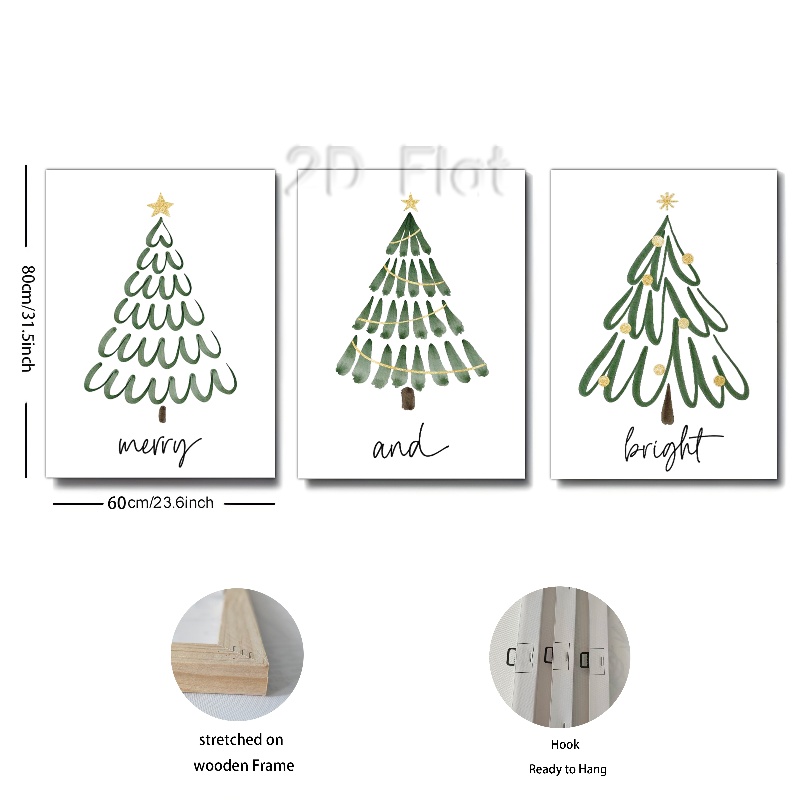 2D Flat
80cm/31.5inch
merry
and
bright
60cm/23.6inch
stretched on
wooden Frame
Hook
Ready to Hang